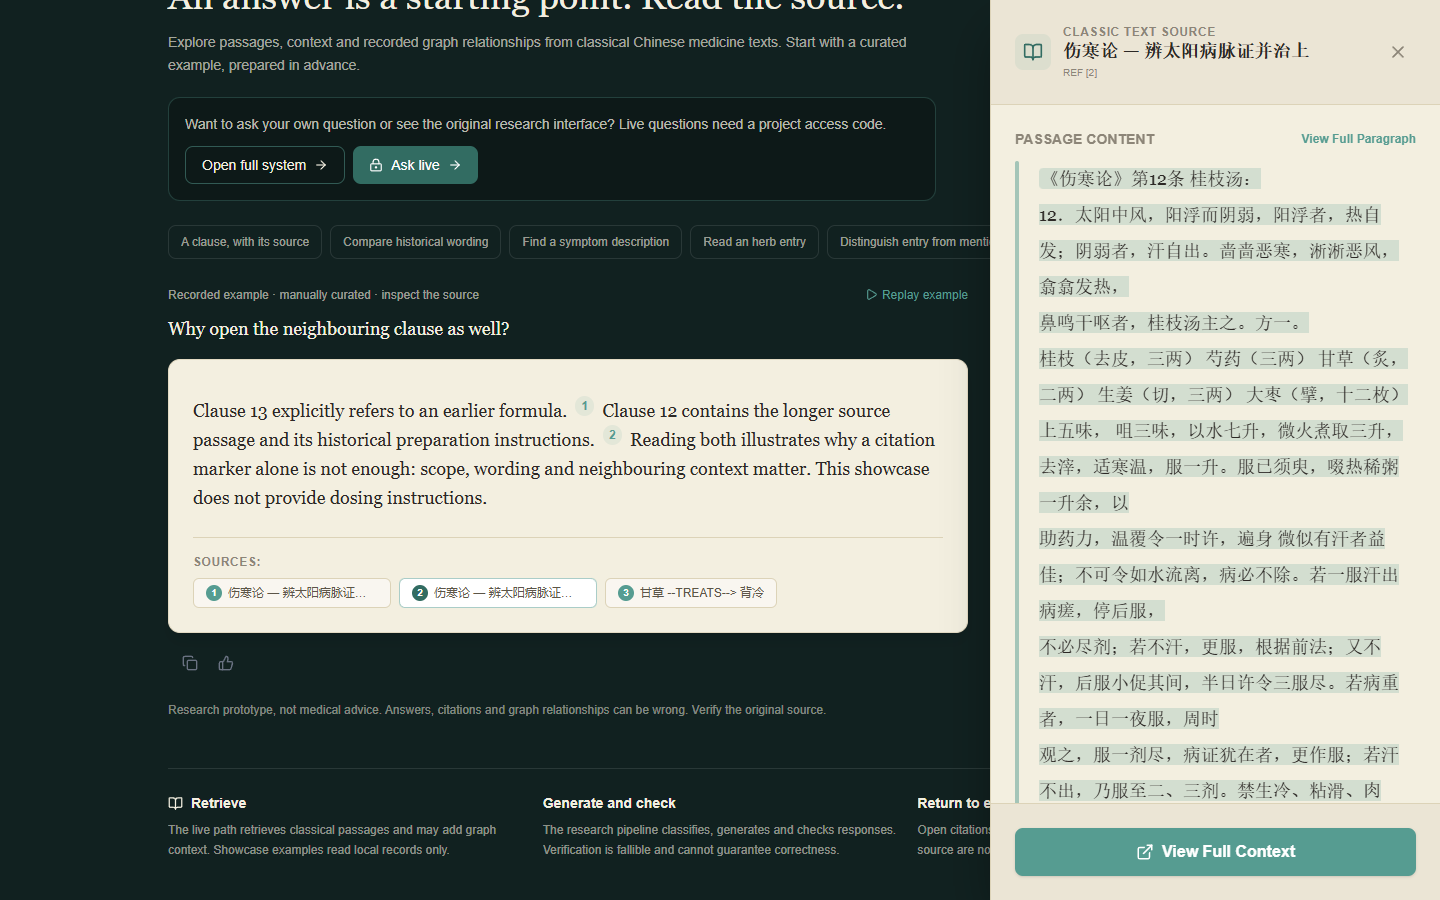 An answer is a starting point. Read the source.
Explore passages, context and recorded graph relationships from classical Chinese medicine texts. Start with a curated
example, prepared in advance.
Want to ask your own question or see the original research interface? Live questions need a project access code.
Open full system
Ask live
A clause, with its source
Compare historical wording
Find a symptom description
Read an herb entry
Distinguish entry from menti
Recorded example · manually curated · inspect the source
Replay example
Why open the neighbouring clause as well?
Clause 13 explicitly refers to an earlier formula. 1 Clause 12 contains the longer source
passage and its historical preparation instructions. 2 Reading both illustrates why a citation
marker alone is not enough: scope, wording and neighbouring context matter. This showcase
does not provide dosing instructions.
SOURCES:
1 伤寒论 — 辨太阳病脉证...
2 伤寒论 — 辨太阳病脉证...
3 甘草 --TREATS--> 背冷
Research prototype, not medical advice. Answers, citations and graph relationships can be wrong. Verify the original source.
Retrieve
The live path retrieves classical passages and may add graph
context. Showcase examples read local records only.
Generate and check
The research pipeline classifies, generates and checks responses.
Verification is fallible and cannot guarantee correctness.
Return to e
Open citations
source are no
CLASSIC TEXT SOURCE
伤寒论 — 辨太阳病脉证并治上
REF [2]
PASSAGE CONTENT
View Full Paragraph
《伤寒论》第12条 桂枝汤：
12. 太阳中风，阳浮而阴弱，阳浮者，热自
发；阴弱者，汗自出。啬啬恶寒，淅淅恶风，
翕翕发热，
鼻鸣干呕者，桂枝汤主之。方一。
桂枝（去皮，三两） 芍药（三两） 甘草（炙，
二两） 生姜（切，三两） 大枣（擘，十二枚）
上五味， 咀三味，以水七升，微火煮取三升，
去滓，适寒温，服一升。服已须臾，啜热稀粥
一升余，以
助药力，温覆令一时许，遍身 微似有汗者益
佳；不可令如水流离，病必不除。若一服汗出
病瘥，停后服，
不必尽剂；若不汗，更服，根据前法；又不
汗，后服小促其间，半日许令三服尽。若病重
者，一日一夜服，周时
观之，服一剂尽，病证犹在者，更作服；若汗
不出，乃服至二、三剂。禁生冷、粘滑、肉
View Full Context